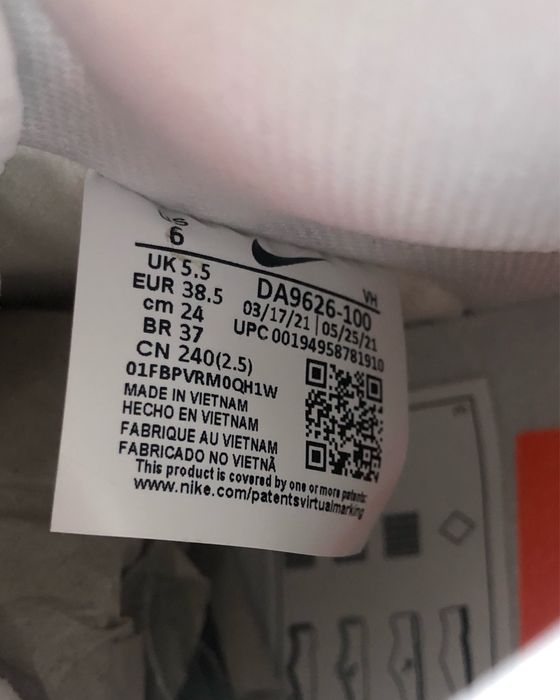 US
6
UK 5.5
EUR 38.5
cm 24
BR 37
CN 240(2.5)
VH
DA9626-100
03/17/21 | 05/25/21
UPC 00194958781910
01FBPVRM0QH1W
MADE IN VIETNAM
HECHO EN VIETNAM
FABRIQUE AU VIETNAM
FABRICADO NO VIETNÃ
This product is covered by one or more patents:
www.nike.com/patentsvirtualmarking